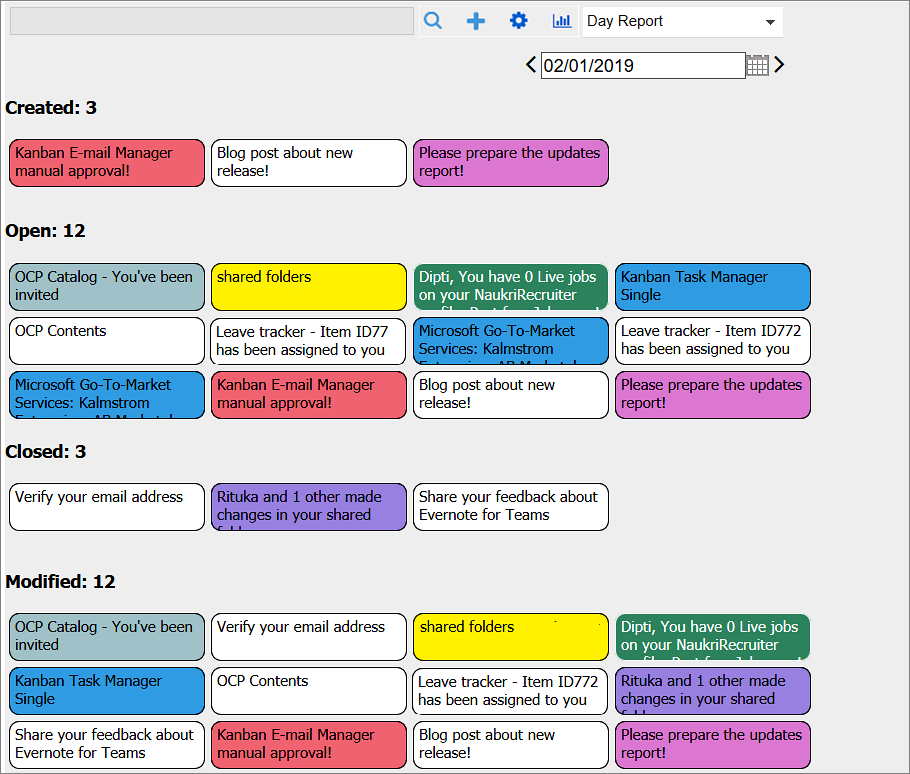 Day Report
02/01/2019
Created: 3
Kanban E-mail Manager
manual approval!
Blog post about new
release!
Please prepare the updates
report!
Open: 12
OCP Catalog - You've been
invited
shared folders
Dipti, You have 0 Live jobs
on your NaukriRecruiter
Kanban Task Manager
Single
OCP Contents
Leave tracker - Item ID77
has been assigned to you
Microsoft Go-To-Market
Services: Kalmstrom
Leave tracker - Item ID772
has been assigned to you
Microsoft Go-To-Market
Services: Kalmstrom
Kanban E-mail Manager
manual approval!
Blog post about new
release!
Please prepare the updates
report!
Closed: 3
Verify your email address
Rituka and 1 other made
changes in your shared
Share your feedback about
Evernote for Teams
Modified: 12
OCP Catalog - You've been
invited
Verify your email address
shared folders
Dipti, You have 0 Live jobs
on your NaukriRecruiter
Kanban Task Manager
Single
OCP Contents
Leave tracker - Item ID772
has been assigned to you
Rituka and 1 other made
changes in your shared
Share your feedback about
Evernote for Teams
Kanban E-mail Manager
manual approval!
Blog post about new
release!
Please prepare the updates
report!